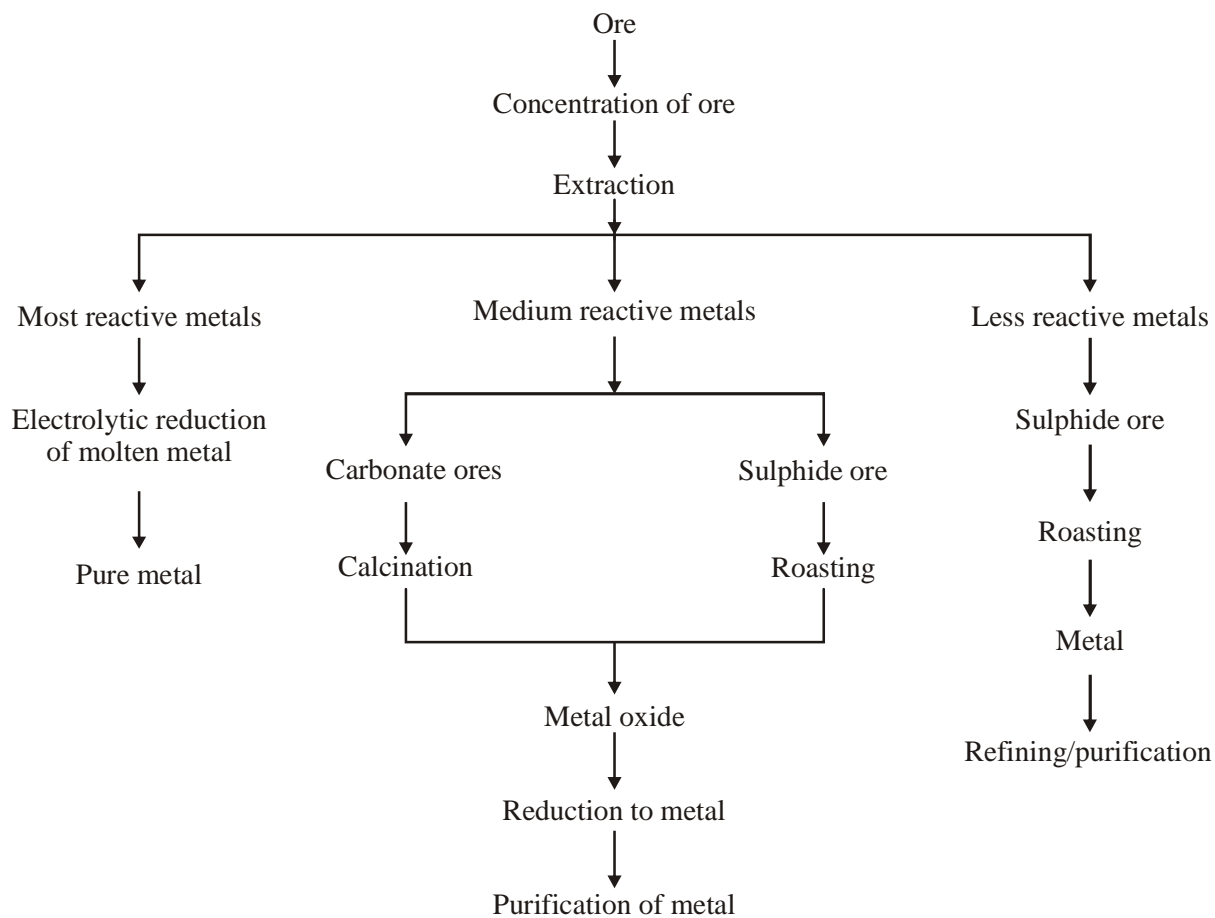 Ore
Concentration of ore
Extraction
Most reactive metals
Medium reactive metals
Less reactive metals
Electrolytic reduction
of molten metal
Sulphide ore
Carbonate ores
Sulphide ore
Roasting
Pure metal
Calcination
Roasting
Metal
Metal oxide
Refining/purification
Reduction to metal
Purification of metal